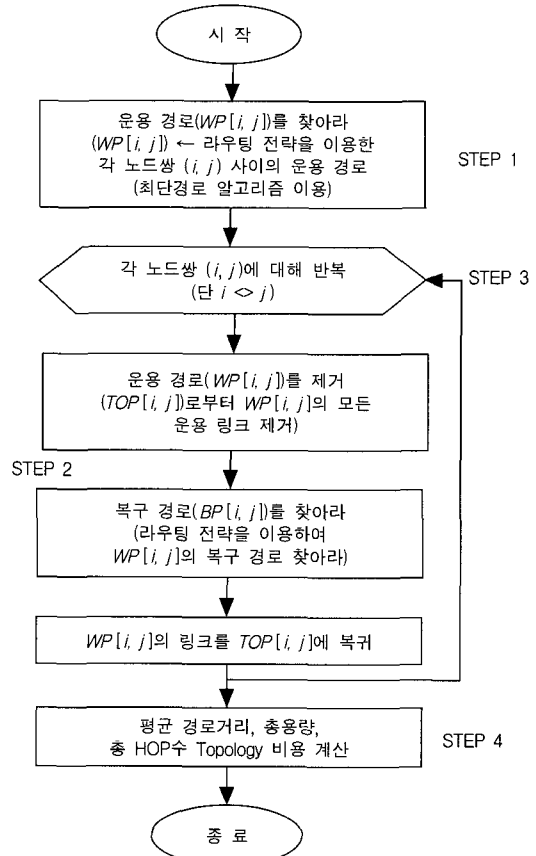 시 작
운용 경로(WP[i, j])를 찾아라
(WP[i, j]) ← 라우팅 전략을 이용한
각 노드쌍 (i, j) 사이의 운용 경로
(최단경로 알고리즘 이용)
STEP 1
각 노드쌍 (i, j)에 대해 반복
(단 i <> j)
STEP 3
운용 경로(WP[i, j])를 제거
(TOP[i, j])로부터 WP[i, j]의 모든
운용 링크 제거)
STEP 2
복구 경로(BP[i, j])를 찾아라
(라우팅 전략을 이용하여
WP[i, j]의 복구 경로 찾아라)
WP[i, j]의 링크를 TOP[i, j]에 복귀
평균 경로거리, 총용량,
총 HOP수 Topology 비용 계산
STEP 4
종 료